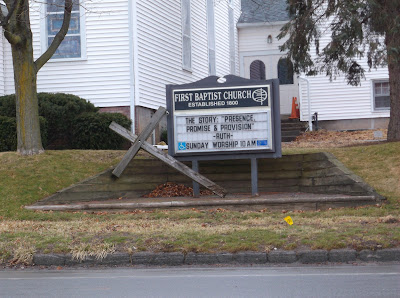 FIRST BAPTIST CHURCH
ESTABLISHED 1800
THE STORY: "PRESENCE,
PROMISE & PROVISION"
-RUTH-
SUNDAY WORSHIP 10 AM